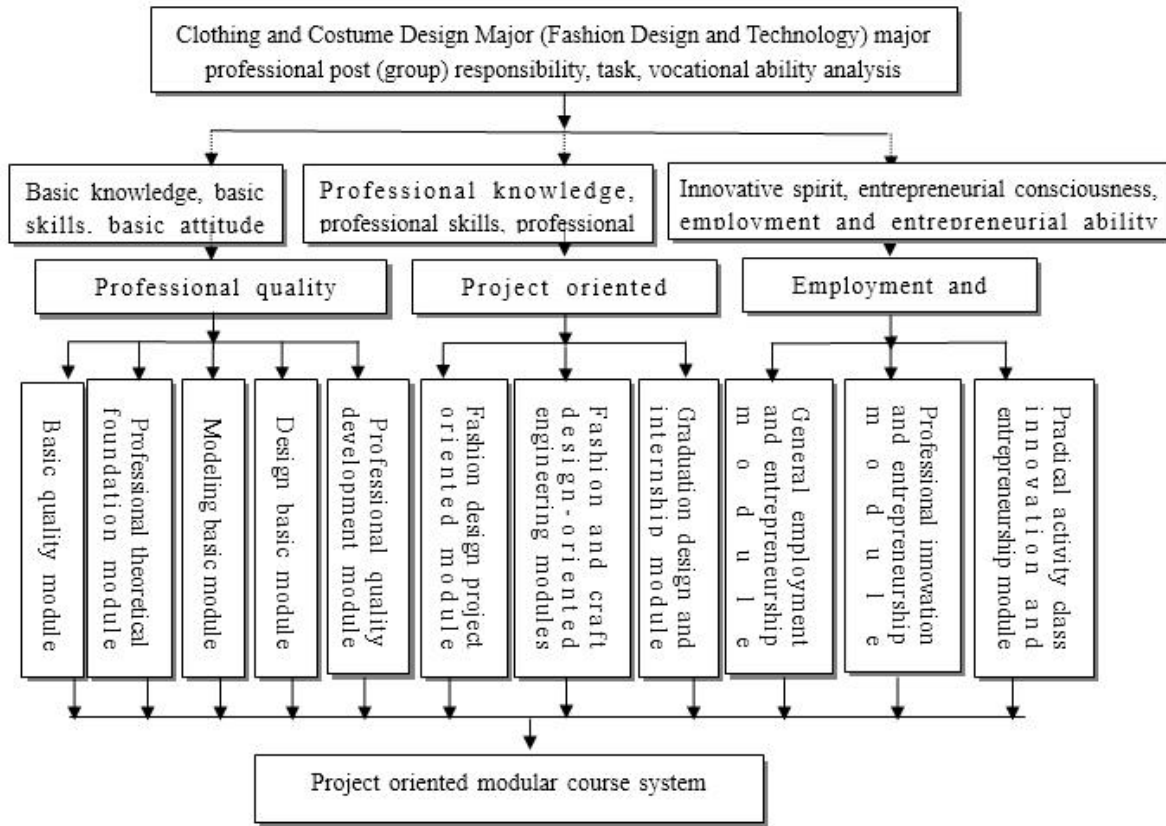 Clothing and Costume Design Major (Fashion Design and Technology) major
professional post (group) responsibility, task, vocational ability analysis
Basic knowledge, basic
skills, basic attitude
Professional knowledge,
professional skills, professional
Innovative spirit, entrepreneurial consciousness,
employment and entrepreneurial ability
Professional quality
Project oriented
Employment and
Basic quality module
Professional theoretical
foundation module
Modeling basic module
Design basic module
Professional quality
development module
Fashion design project
oriented module
Fashion and craft
design-oriented
engineering modules
Graduation design and
internship module
General employment
and entrepreneurship
module
Professional innovation
and entrepreneurship
module
Practical activity class
innovation and
entrepreneurship module
Project oriented modular course system